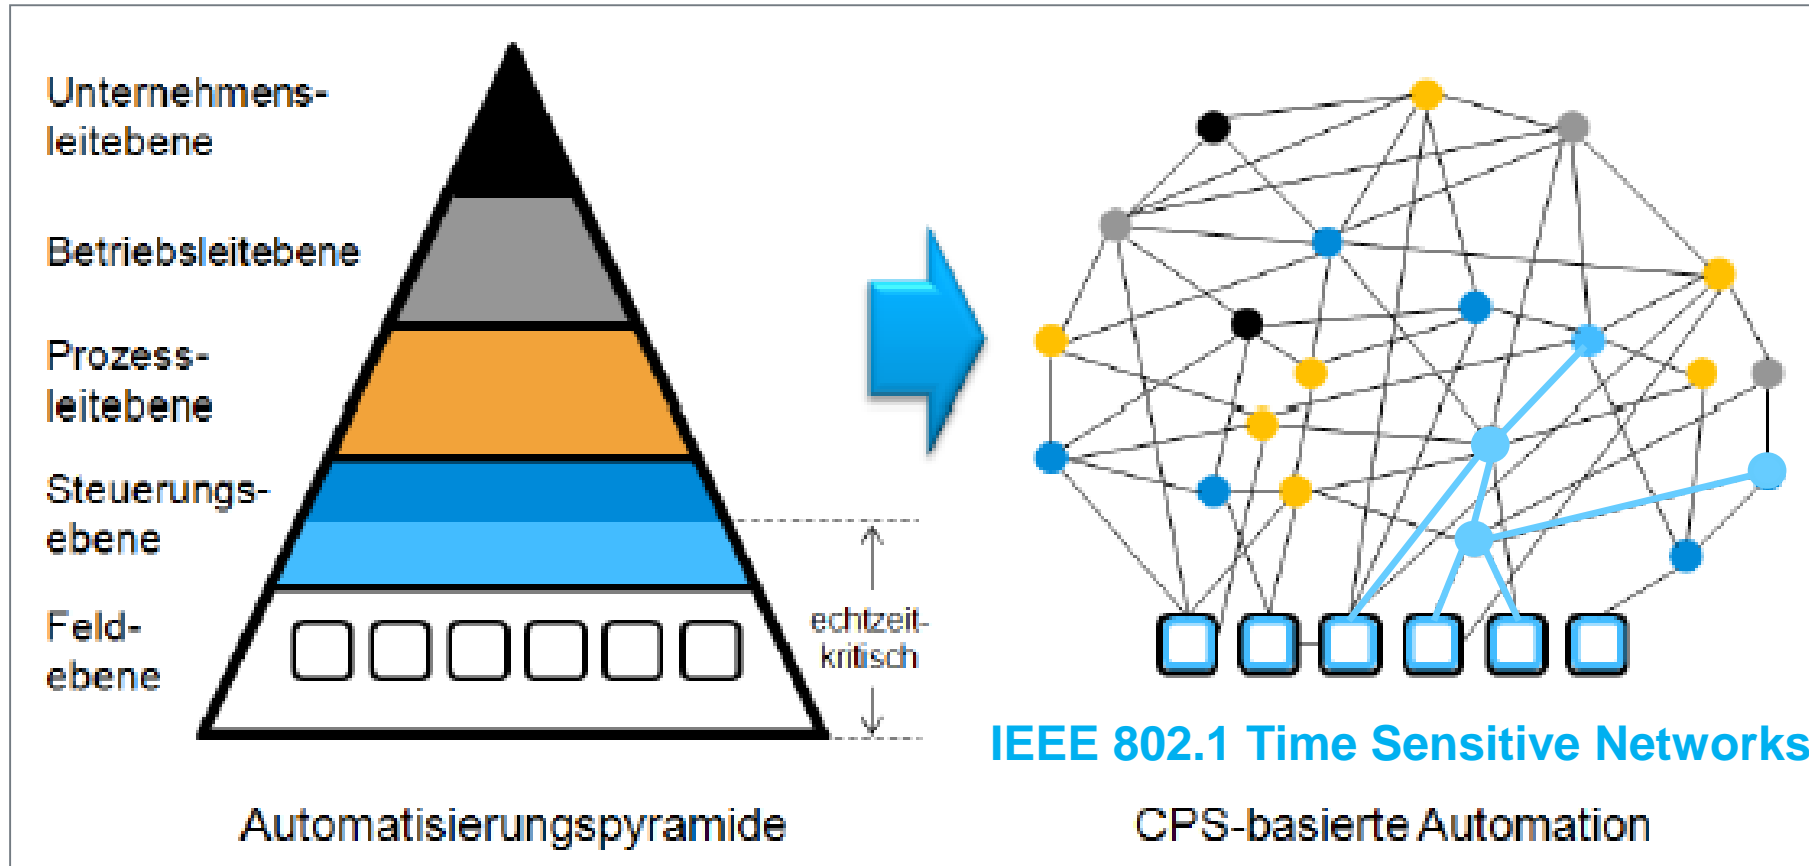 Unternehmens-
leitebene
Betriebsleitebene
Prozess-
leitebene
Steuerungs-
ebene
Feld-
ebene
echtzeit-
kritisch
IEEE 802.1 Time Sensitive Networks
Automatisierungspyramide
CPS-basierte Automation